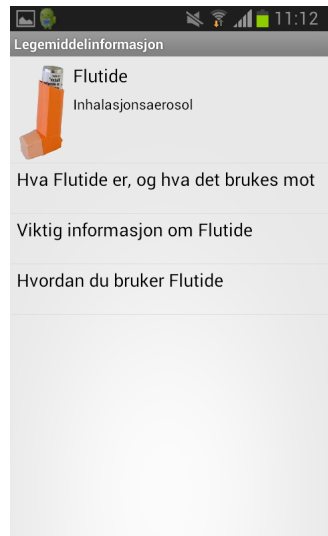 11:12
Legemiddelinformasjon
Flutide
Inhalasjonsaerosol
Hva Flutide er, og hva det brukes mot
Viktig informasjon om Flutide
Hvordan du bruker Flutide